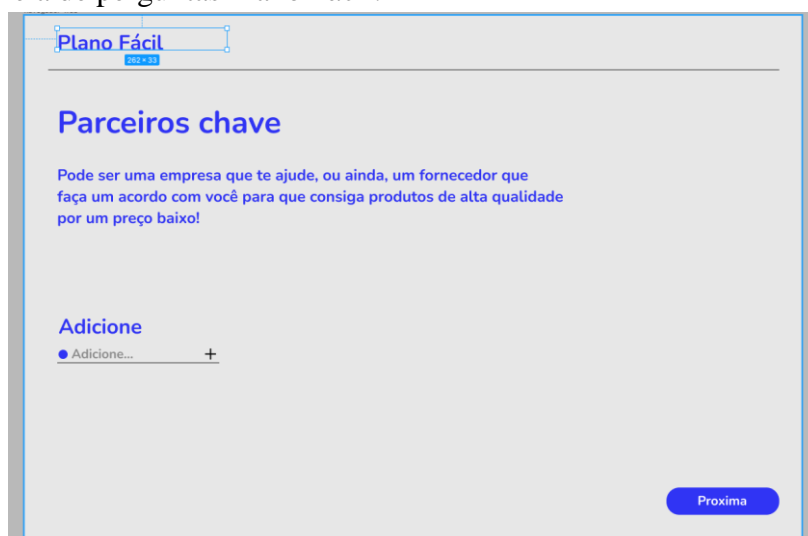 Plano Fácil
262 × 33
Parceiros chave
Pode ser uma empresa que te ajude, ou ainda, um fornecedor que
faça um acordo com você para que consiga produtos de alta qualidade
por um preço baixo!
Adicione
Adicione...
Proxima